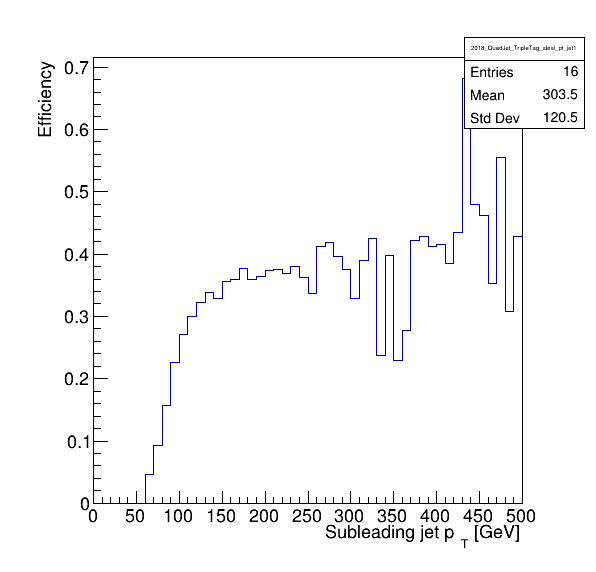 2018_QuadJet_TripleTag_ideal_pt_jet1
Entries 16
Mean 303.5
Std Dev 120.5
Efficiency
0.7
0.6
0.5
0.4
0.3
0.2
0.1
0
0 50 100 150 200 250 300 350 400 450 500
Subleading jet p T [GeV]